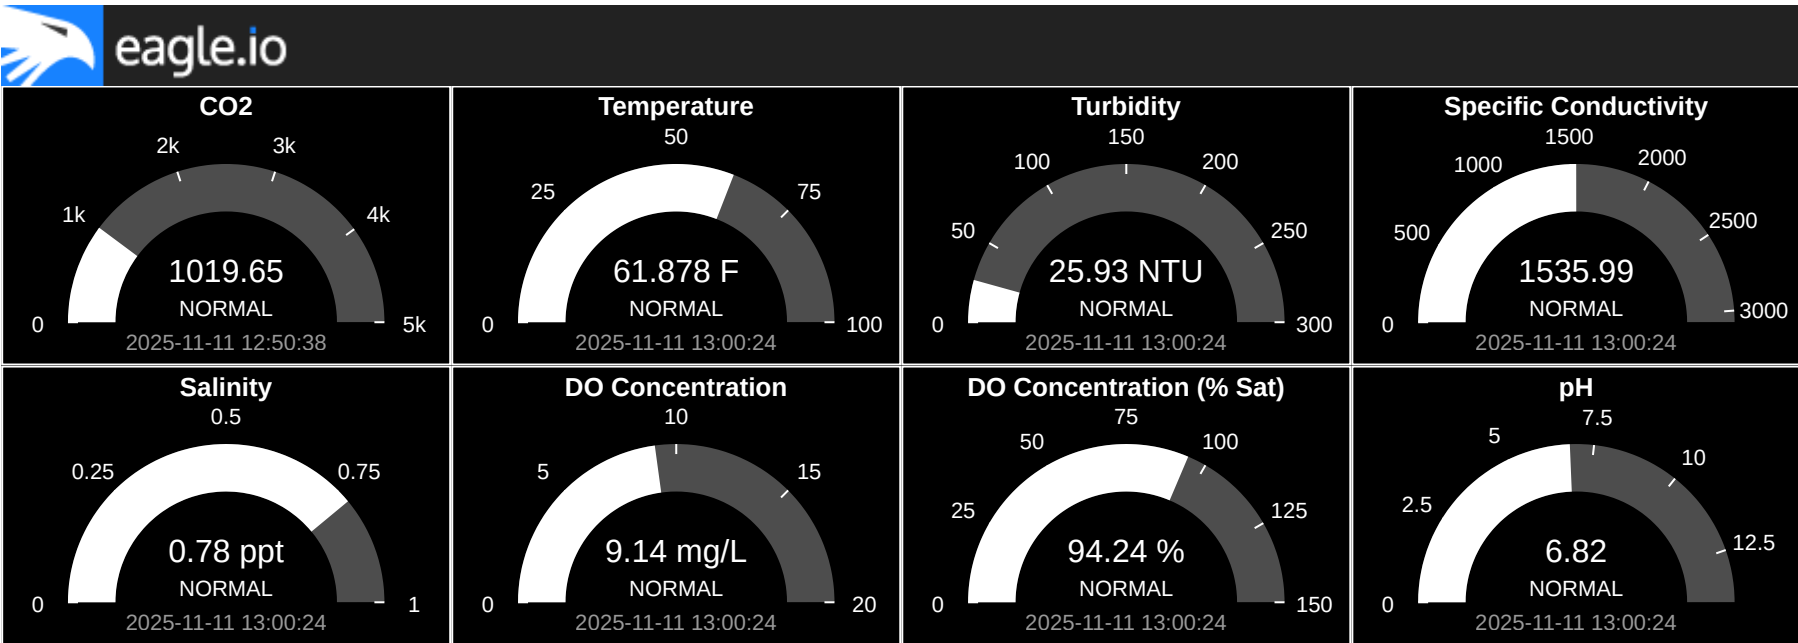 eagle.io
CO2
2k
3k
1k
4k
1019.65
NORMAL
0
5k
2025-11-11 12:50:38
Temperature
50
25
75
61.878 F
NORMAL
0
100
2025-11-11 13:00:24
Turbidity
150
100
200
50
250
25.93 NTU
NORMAL
0
300
2025-11-11 13:00:24
Specific Conductivity
1500
1000
2000
500
2500
1535.99
NORMAL
0
3000
2025-11-11 13:00:24
Salinity
0.5
0.25
0.75
0.78 ppt
NORMAL
0
1
2025-11-11 13:00:24
DO Concentration
10
5
15
9.14 mg/L
NORMAL
0
20
2025-11-11 13:00:24
DO Concentration (% Sat)
75
50
100
25
125
94.24 %
NORMAL
0
150
2025-11-11 13:00:24
pH
7.5
5
10
2.5
12.5
6.82
NORMAL
0
2025-11-11 13:00:24